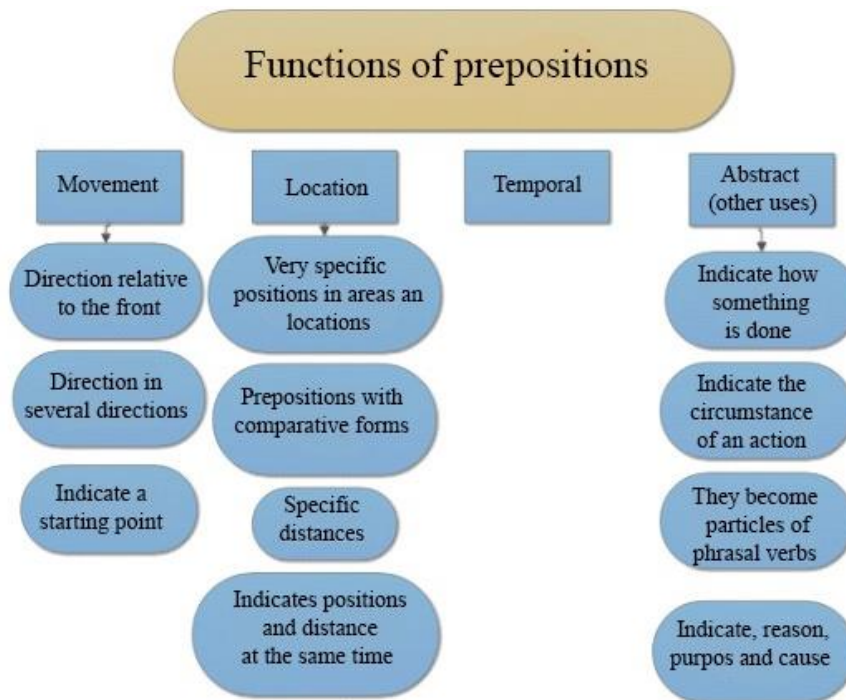 Functions of prepositions
Movement
Direction relative
to the front
Direction in
several directions
Indicate a
starting point
Location
Very specific
positions in areas an
locations
Prepositions with
comparative forms
Specific
distances
Indicates positions
and distance
at the same time
Temporal
Abstract
(other uses)
Indicate how
something
is done
Indicate the
circumstance
of an action
They become
particles of
phrasal verbs
Indicate, reason,
purpos and cause